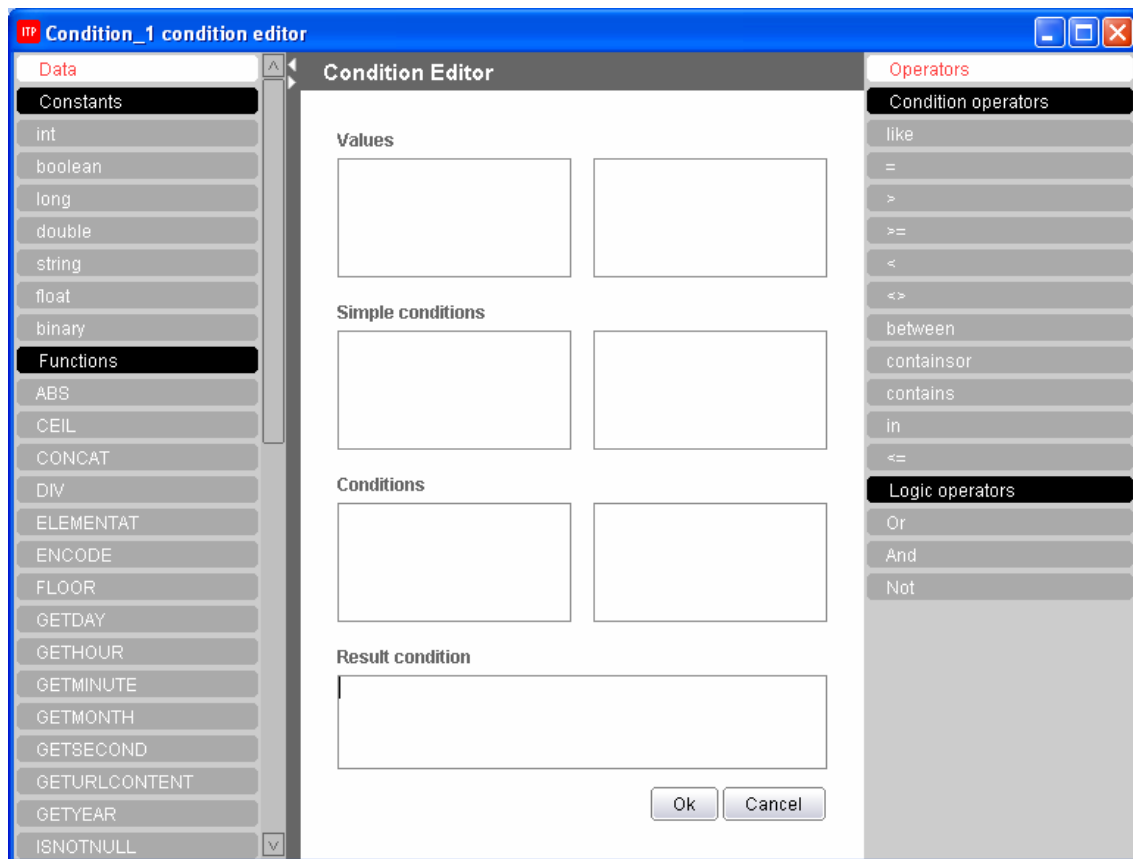 ITP Condition_1 condition editor
Data
Constants
int
boolean
long
double
string
float
binary
Functions
ABS
CEIL
CONCAT
DIV
ELEMENTAT
ENCODE
FLOOR
GETDAY
GETHOUR
GETMINUTE
GETMONTH
GETSECOND
GETURLCONTENT
GETYEAR
ISNOTNULL
Condition Editor
Values
Simple conditions
Conditions
Result condition
Ok Cancel
Operators
Condition operators
like
=
>
>=
<
<>
between
containsor
contains
in
<=
Logic operators
Or
And
Not